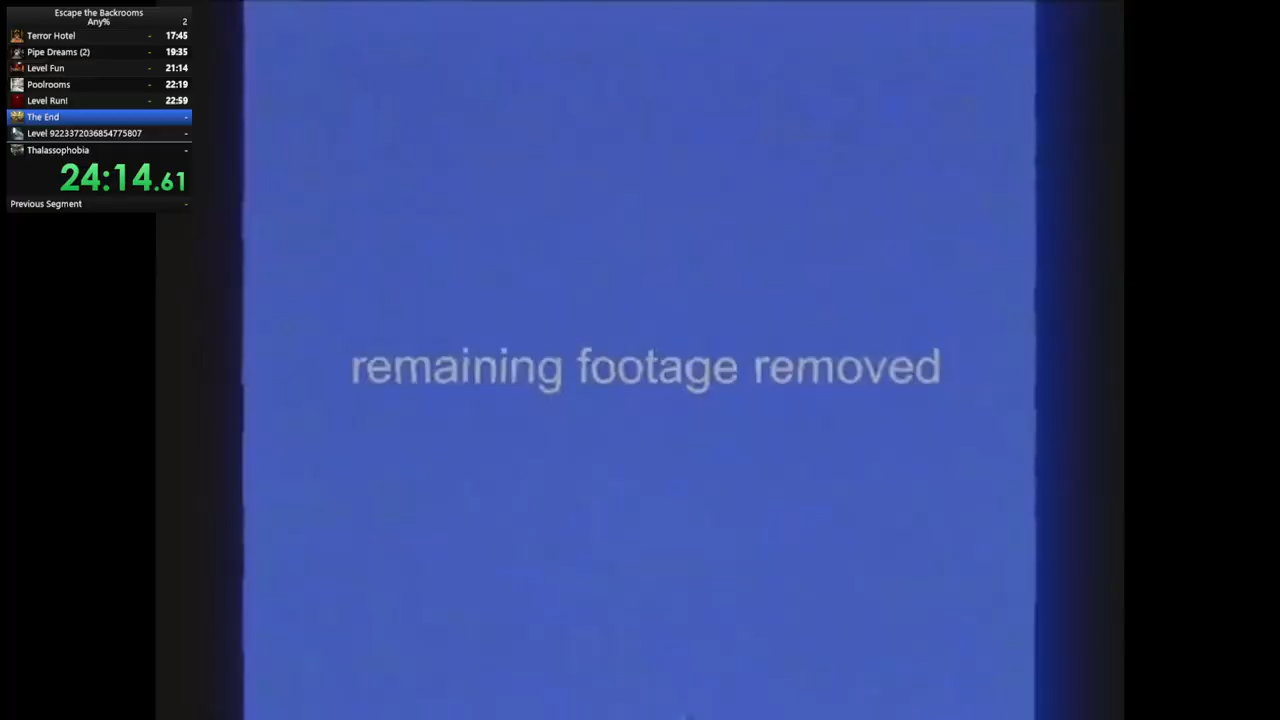 Escape the Backrooms
Any% 2
Terror Hotel - 17:45
Pipe Dreams (2) - 19:35
Level Fun - 21:14
Poolrooms - 22:19
Level Run! - 22:59
The End -
Level 9223372036854775807 -
Thalassophobia -
24:14.61
Previous Segment -
remaining footage removed